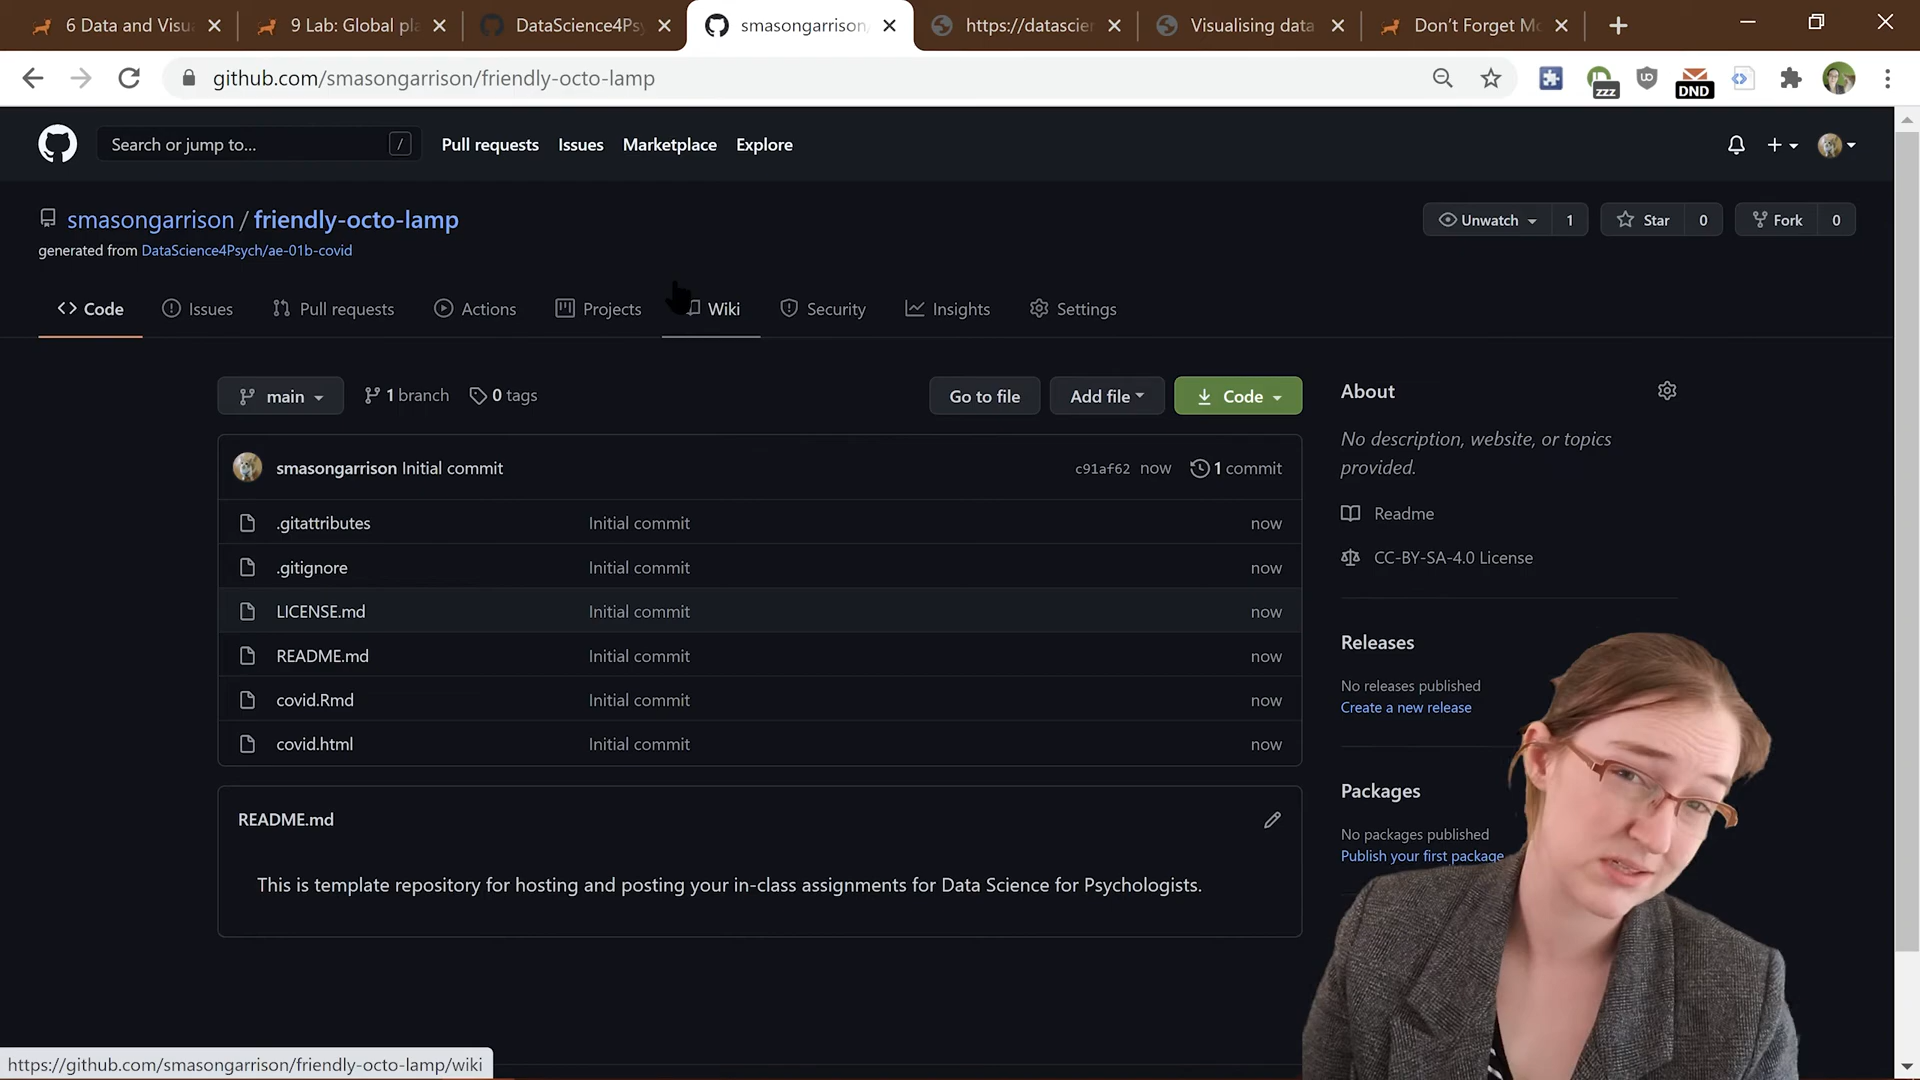 6 Data and Visu
9 Lab: Global pl
DataScience4Ps
smasongarrison/
https://datascie
Visualising data
Don't Forget Mo
github.com/smasongarrison/friendly-octo-lamp
zzz
DND
Search or jump to...
/
Pull requests
Issues
Marketplace
Explore
smasongarrison / friendly-octo-lamp
generated from DataScience4Psych/ae-01b-covid
Unwatch
1
Star
0
Fork
0
Code
Issues
Pull requests
Actions
Projects
Wiki
Security
Insights
Settings
main
1 branch
0 tags
Go to file
Add file
Code
About
No description, website, or topics
provided.
Readme
CC-BY-SA-4.0 License
smasongarrison Initial commit
c91af62 now
1 commit
.gitattributes Initial commit now
.gitignore Initial commit now
LICENSE.md Initial commit now
README.md Initial commit now
covid.Rmd Initial commit now
covid.html Initial commit now
Releases
No releases published
Create a new release
Packages
No packages published
Publish your first package
README.md
This is template repository for hosting and posting your in-class assignments for Data Science for Psychologists.
https://github.com/smasongarrison/friendly-octo-lamp/wiki